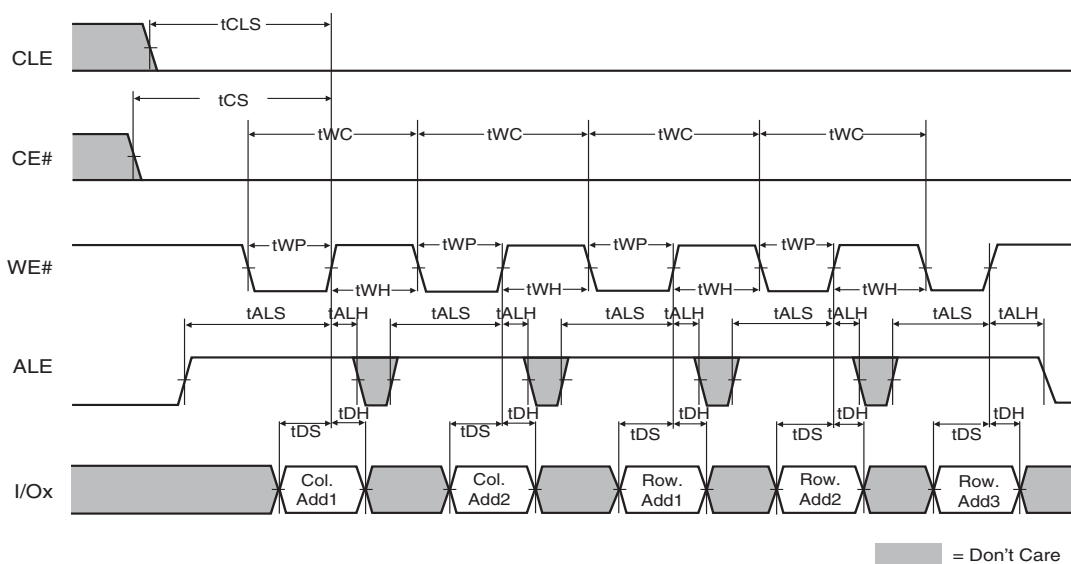 tCLS
CLE
tCS
tWC tWC tWC tWC
CE#
tWP tWP tWP tWP
WE#
tWH tWH tWH tWH
tALS tALH tALS tALH tALS tALH tALS tALH tALS tALH
ALE
tDH tDH tDH tDH tDH
tDS tDS tDS tDS tDS
I/Ox
Col. Add1
Col. Add2
Row. Add1
Row. Add2
Row. Add3
= Don't Care